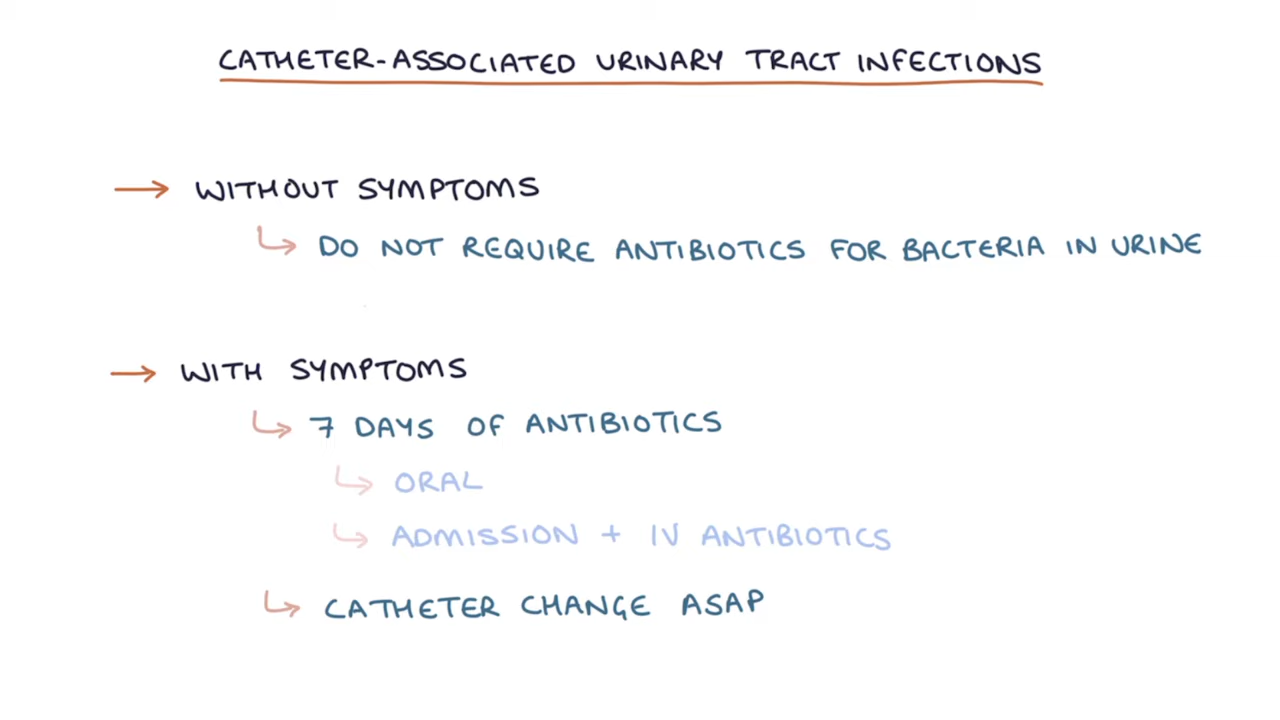 CATHETER-ASSOCIATED URINARY TRACT INFECTIONS
WITHOUT SYMPTOMS
DO NOT REQUIRE ANTIBIOTICS FOR BACTERIA IN URINE
WITH SYMPTOMS
7 DAYS OF ANTIBIOTICS
ORAL
ADMISSION + IV ANTIBIOTICS
CATHETER CHANGE ASAP